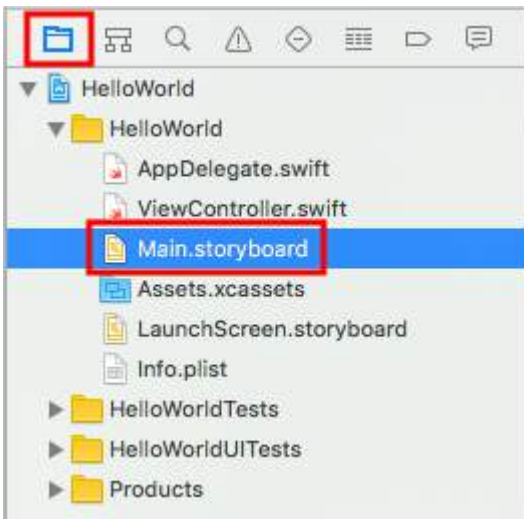 HelloWorld
HelloWorld
AppDelegate.swift
ViewController.swift
Main.storyboard
Assets.xcassets
LaunchScreen.storyboard
Info.plist
HelloWorldTests
HelloWorldUITests
Products